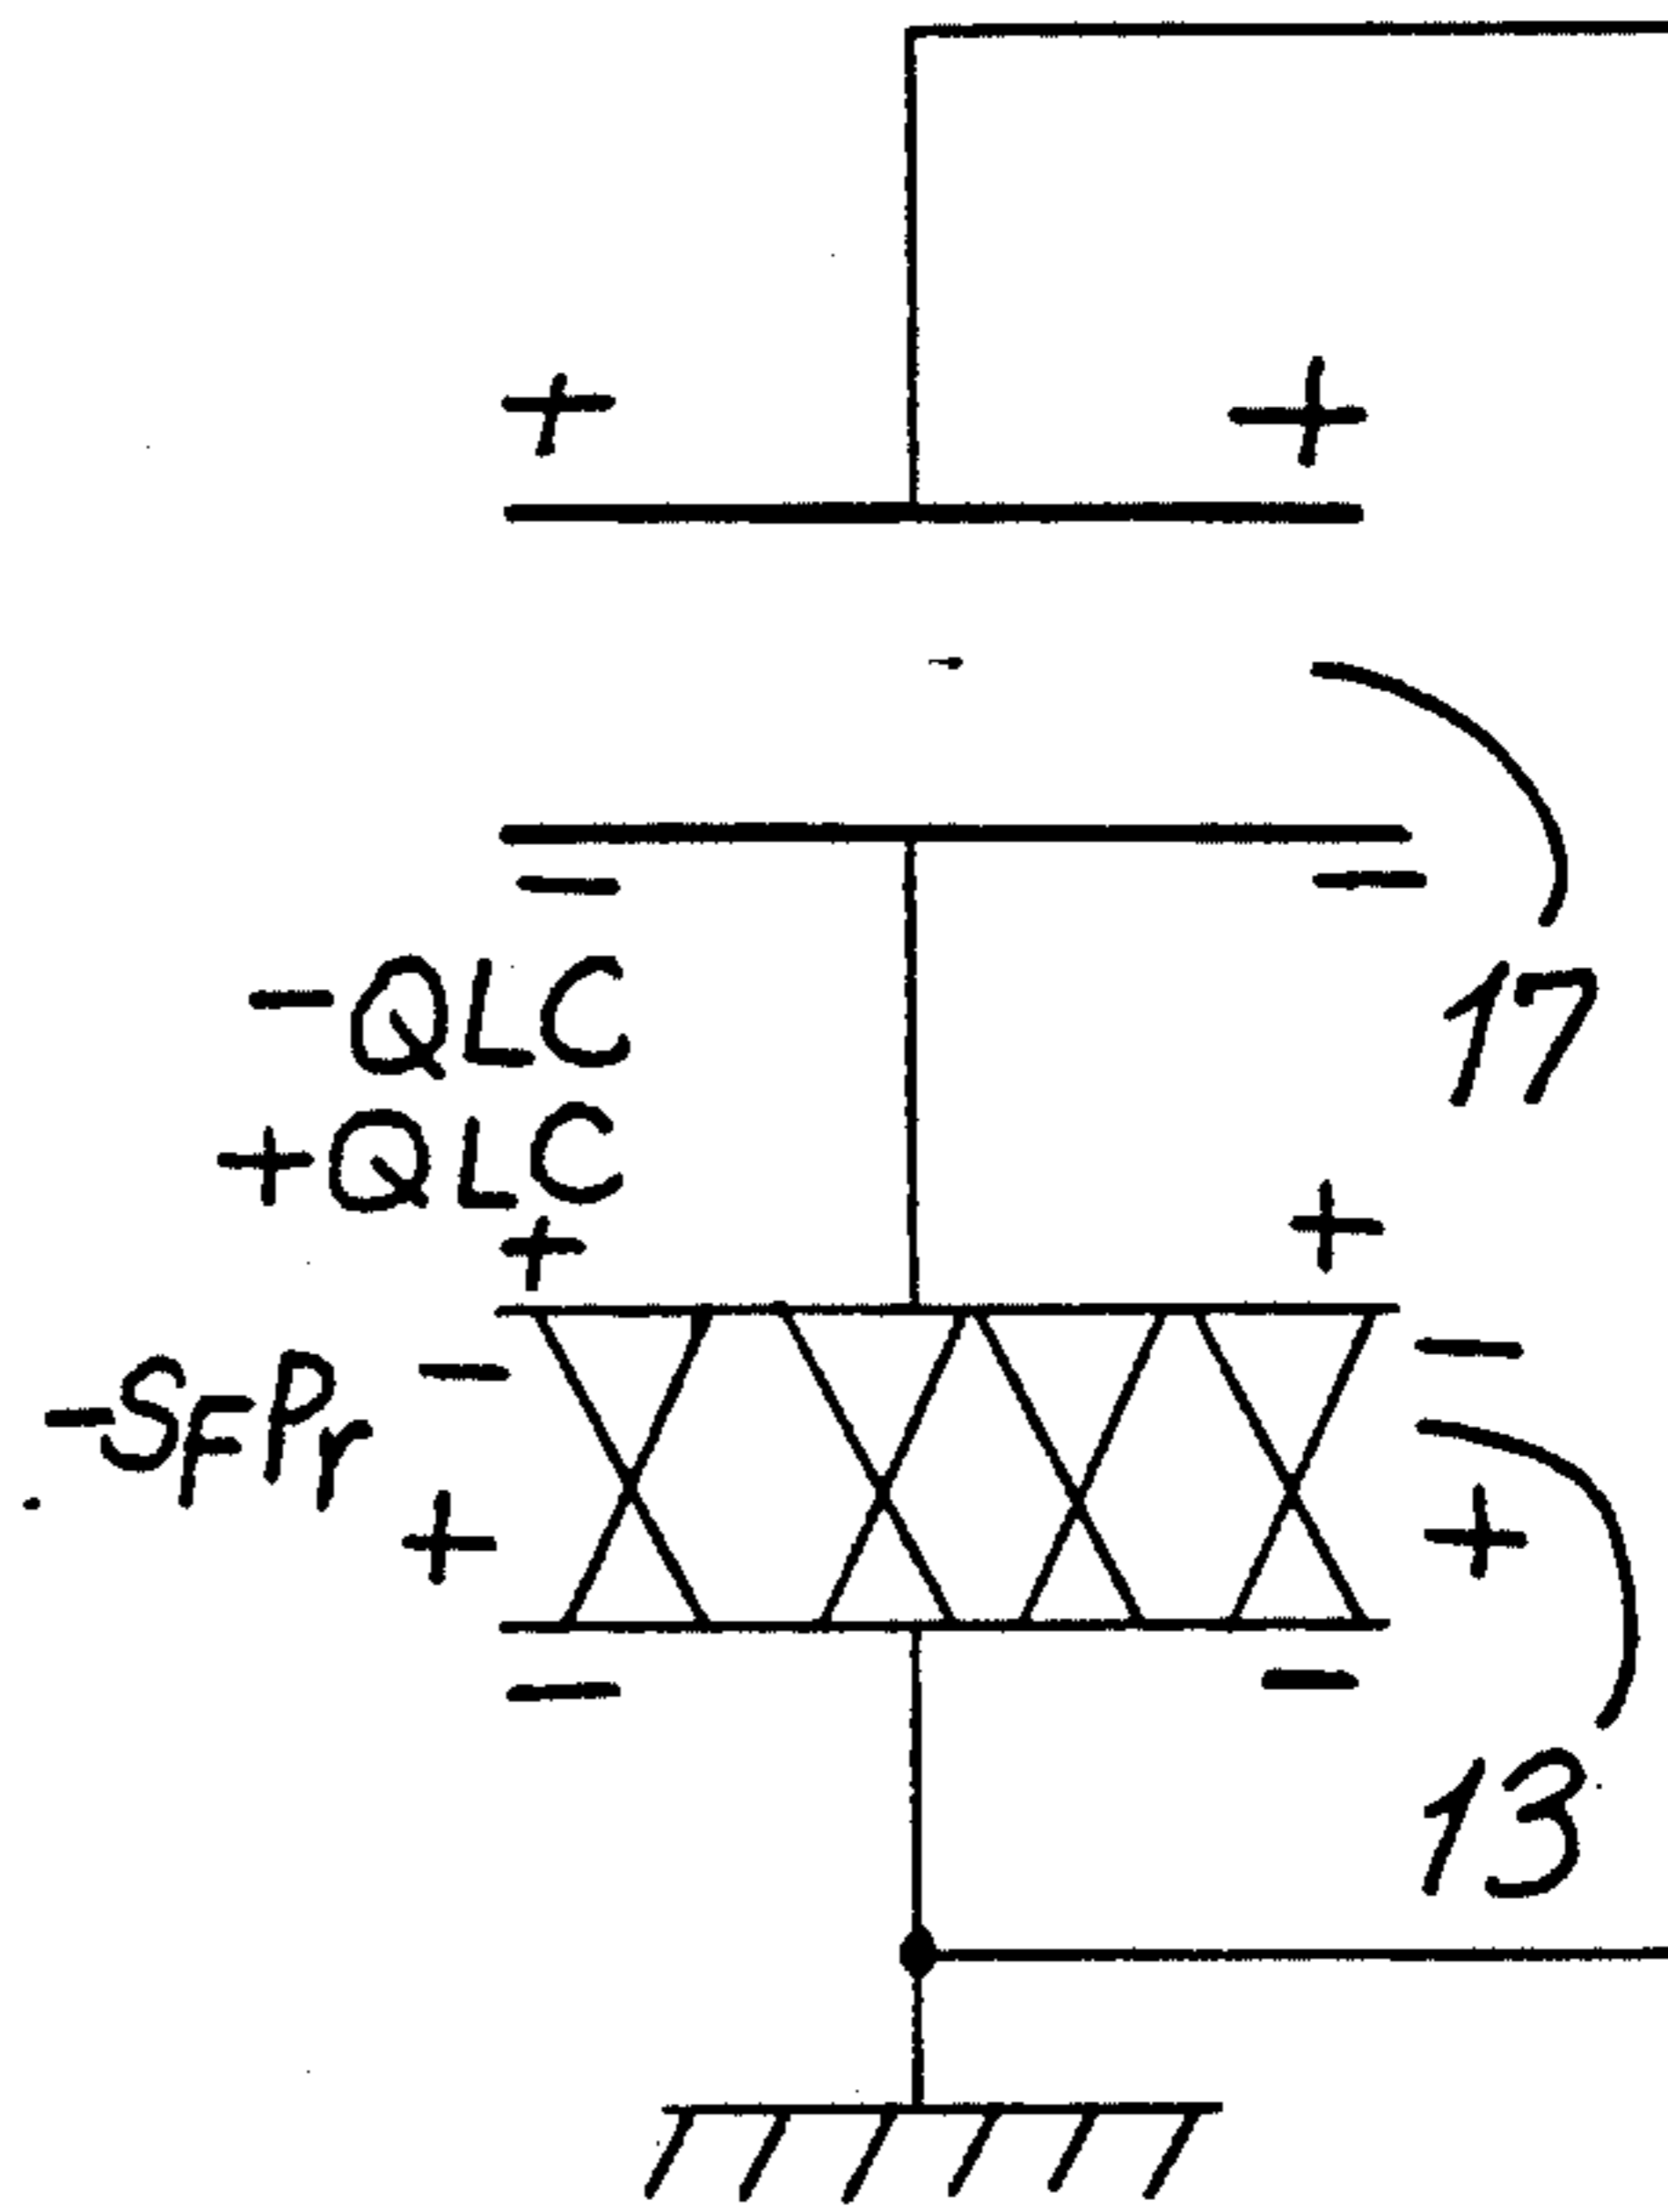 + +
- -
-QLC
17
+QLC
+ +
- -
-SFPr
+ +
- -
13